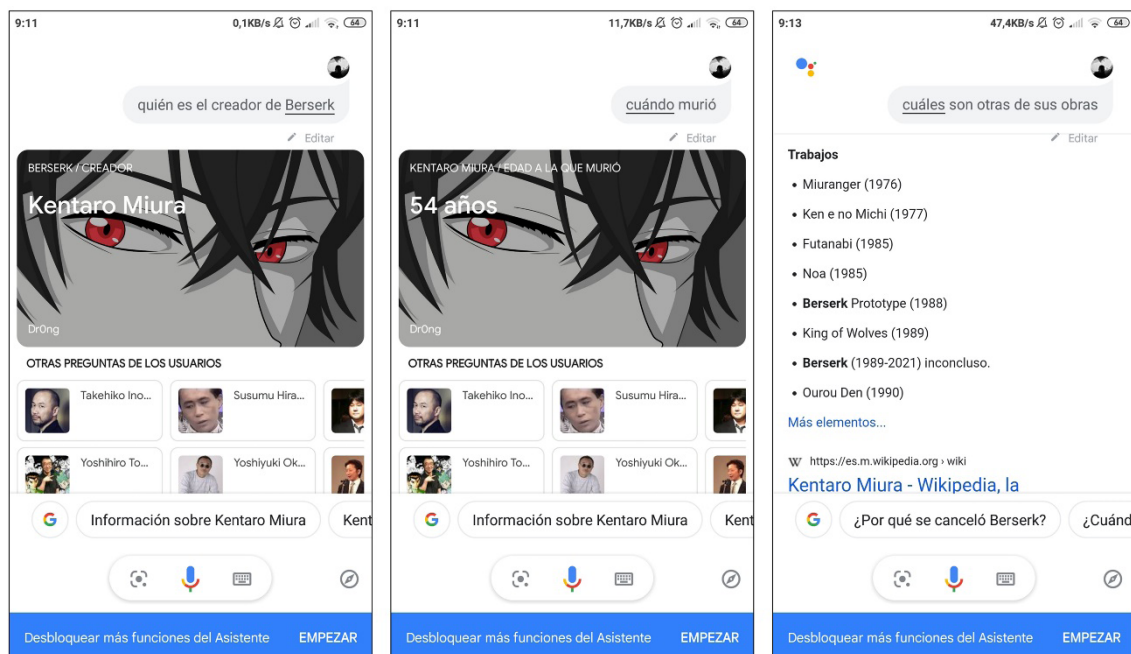 9:11
0,1KB/s
64
quién es el creador de Berserk
Editar
BERSERK / CREADOR
Kentaro Miura
Dr0ng
OTRAS PREGUNTAS DE LOS USUARIOS
Takehiko Ino...
Susumu Hira...
Yoshihiro To...
Yoshiyuki Ok...
Información sobre Kentaro Miura
Kent
Desbloquear más funciones del Asistente
EMPEZAR
9:11
11,7KB/s
64
cuándo murió
Editar
KENTARO MIURA / EDAD A LA QUE MURIÓ
54 años
Dr0ng
OTRAS PREGUNTAS DE LOS USUARIOS
Takehiko Ino...
Susumu Hira...
Yoshihiro To...
Yoshiyuki Ok...
Información sobre Kentaro Miura
Kent
Desbloquear más funciones del Asistente
EMPEZAR
9:13
47,4KB/s
64
cuáles son otras de sus obras
Editar
Trabajos
• Miuranger (1976)
• Ken e no Michi (1977)
• Futanabi (1985)
• Noa (1985)
• Berserk Prototype (1988)
• King of Wolves (1989)
• Berserk (1989-2021) inconcluso.
• Ourou Den (1990)
Más elementos...
W https://es.m.wikipedia.org › wiki
Kentaro Miura - Wikipedia, la
¿Por qué se canceló Berserk?
¿Cuánd
Desbloquear más funciones del Asistente
EMPEZAR